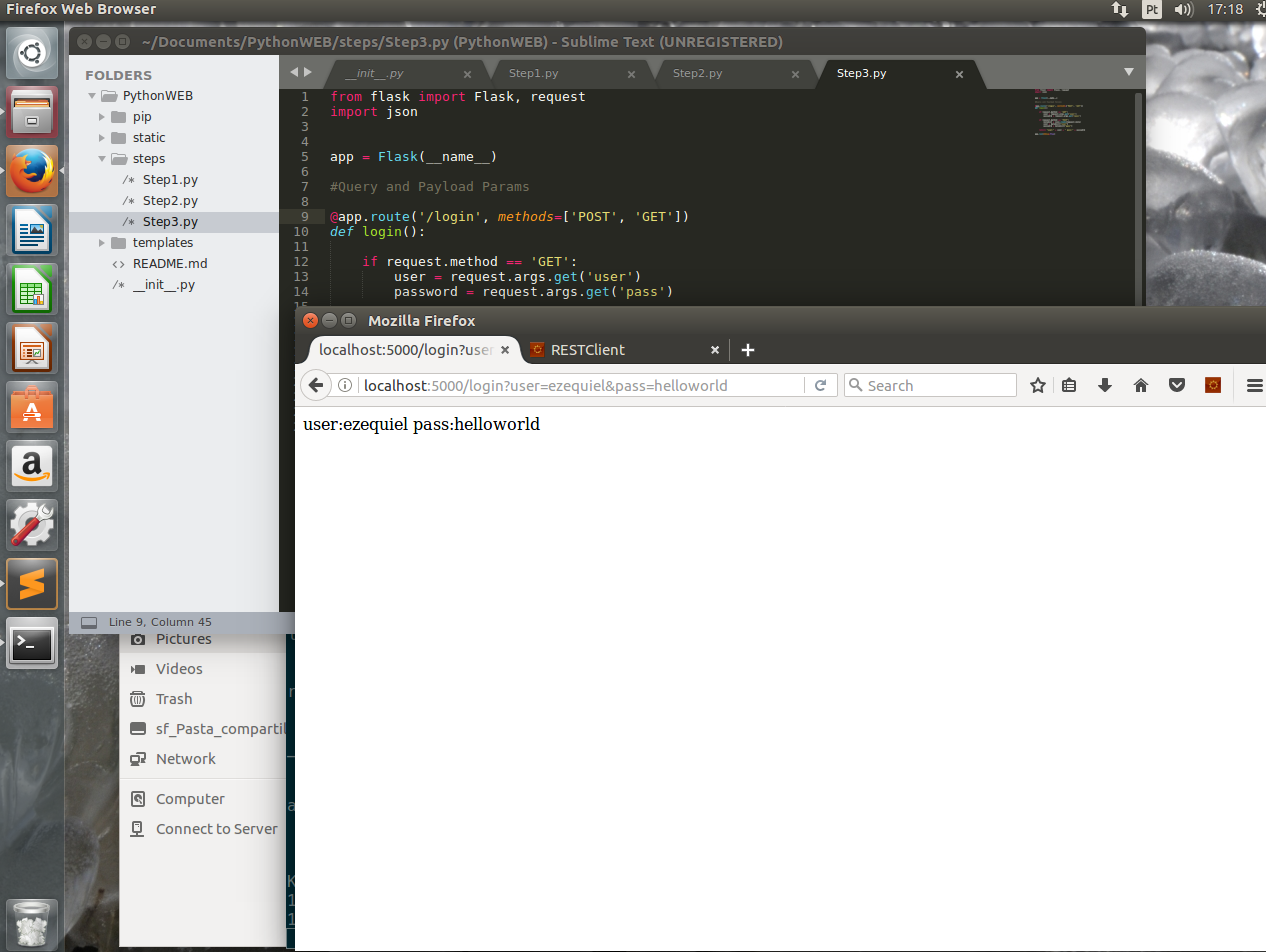 Firefox Web Browser
Pt
17:18
~/Documents/PythonWEB/steps/Step3.py (PythonWEB) - Sublime Text (UNREGISTERED)
FOLDERS
PythonWEB
pip
static
steps
/* Step1.py
/* Step2.py
/* Step3.py
templates
<> README.md
/* __init__.py
__init__.py
Step1.py
Step2.py
Step3.py
1 from flask import Flask, request
2 import json
3
4
5 app = Flask(__name__)
6
7 #Query and Payload Params
8
9 @app.route('/login', methods=['POST', 'GET'])
10 def login():
11
12 if request.method == 'GET':
13 user = request.args.get('user')
14 password = request.args.get('pass')
Mozilla Firefox
localhost:5000/login?user
RESTClient
localhost:5000/login?user=ezequiel&pass=helloworld
Search
user:ezequiel pass:helloworld
Line 9, Column 45
Pictures
Videos
Trash
sf_Pasta_compartil
Network
Computer
Connect to Server